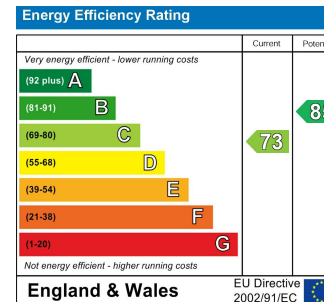 Energy Efficiency Rating
Current
Very energy efficient - lower running costs
(92 plus) A
(81-91) B
(69-80) C
73
(55-68) D
(39-54) E
(21-38) F
(1-20) G
Not energy efficient - higher running costs
England & Wales
EU Directive
2002/91/EC